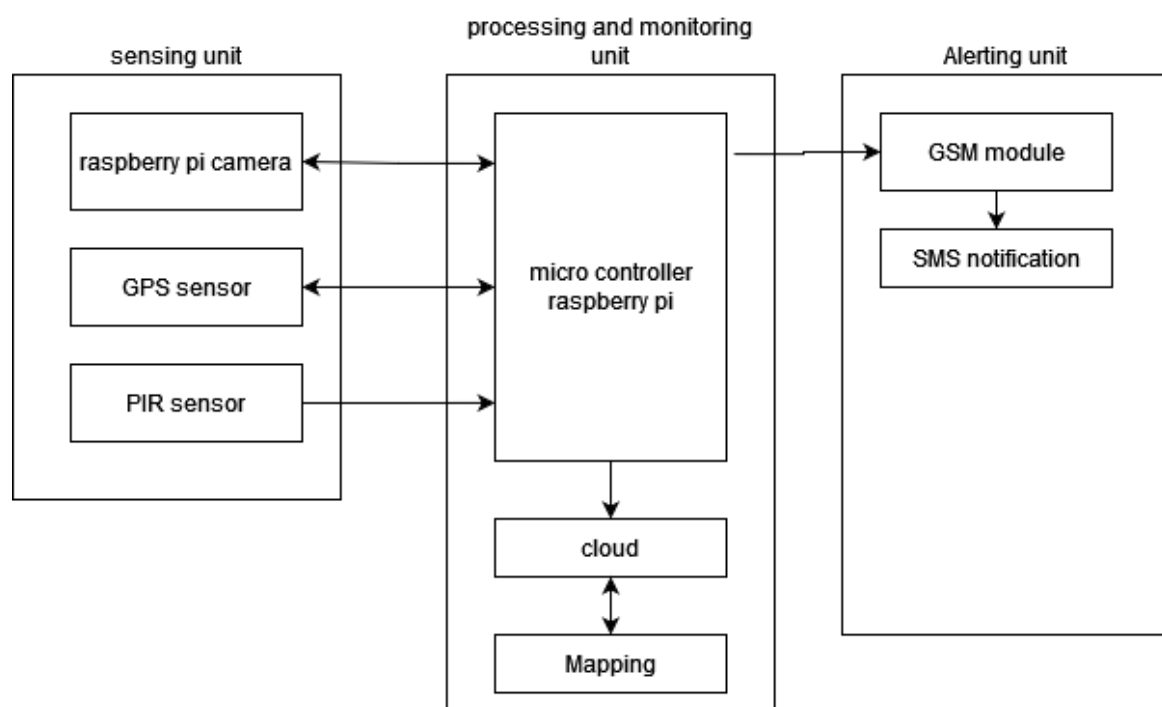 sensing unit
raspberry pi camera
GPS sensor
PIR sensor
processing and monitoring
unit
micro controller
raspberry pi
cloud
Mapping
Alerting unit
GSM module
SMS notification